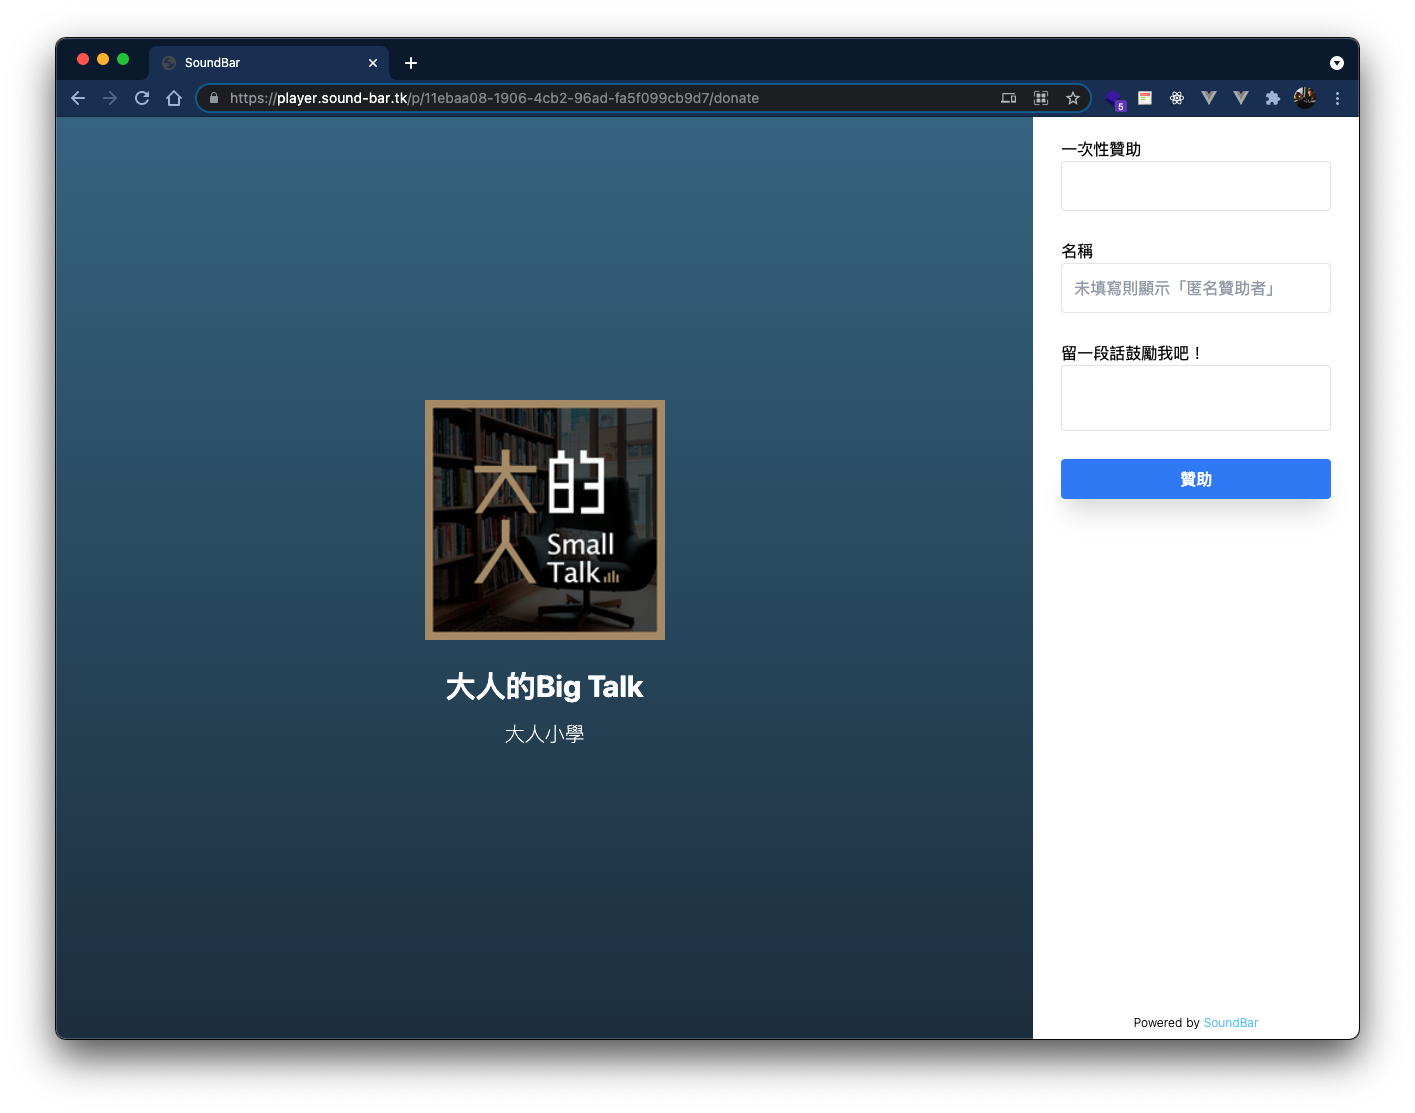 SoundBar
https://player.sound-bar.tk/p/11ebaa08-1906-4cb2-96ad-fa5f099cb9d7/donate
5
大的
人
Small
Talk
大人的Big Talk
大人小學
一次性贊助
名稱
未填寫則顯示「匿名贊助者」
留一段話鼓勵我吧！
贊助
Powered by SoundBar